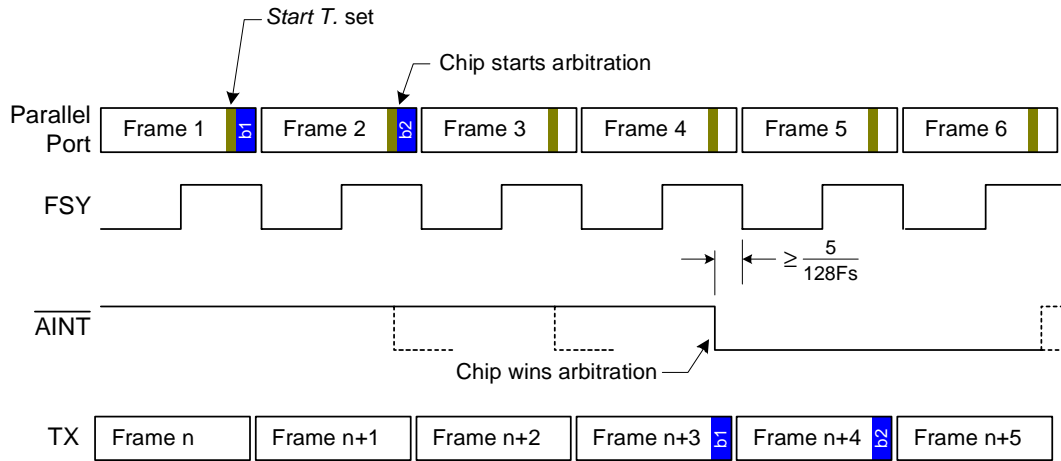 Start T. set
Chip starts arbitration
Parallel
Port
Frame 1 b1 Frame 2 b2 Frame 3 Frame 4 Frame 5 Frame 6
FSY
≥ 5
128Fs
AINT
Chip wins arbitration
TX Frame n Frame n+1 Frame n+2 Frame n+3 b1 Frame n+4 b2 Frame n+5